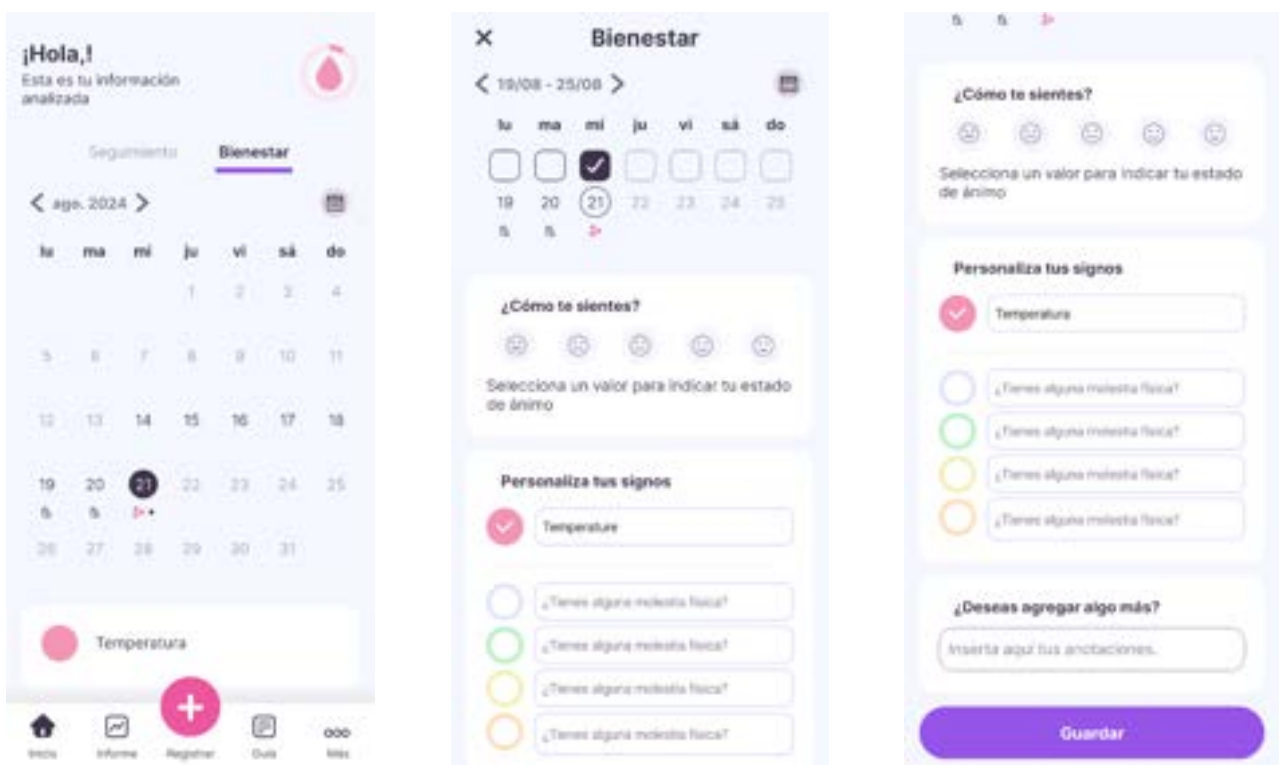 ¡Hola,!
Esta es tu información
analizada
Seguimiento Bienestar
ago. 2024
lu ma mi ju vi sá do
1 2 3 4
5 6 7 8 9 10 11
12 13 14 15 16 17 18
19 20 21 22 23 24 25
26 27 28 29 30 31
Temperatura
Inicio Informe Registrar Guía Más
Bienestar
19/08 - 25/08
lu ma mi ju vi sá do
19 20 21 22 23 24 25
¿Cómo te sientes?
Selecciona un valor para indicar tu estado
de ánimo
Personaliza tus signos
Temperature
¿Tienes alguna molestia física?
¿Tienes alguna molestia física?
¿Tienes alguna molestia física?
¿Tienes alguna molestia física?
¿Cómo te sientes?
Selecciona un valor para indicar tu estado
de ánimo
Personaliza tus signos
Temperatura
¿Tienes alguna molestia física?
¿Tienes alguna molestia física?
¿Tienes alguna molestia física?
¿Tienes alguna molestia física?
¿Deseas agregar algo más?
Inserta aquí tus anotaciones.
Guardar